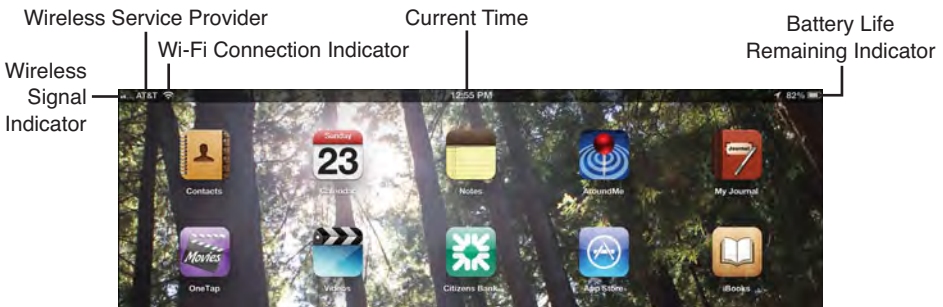 Wireless Service Provider
Current Time
Battery Life
Remaining Indicator
Wi-Fi Connection Indicator
Wireless
Signal
Indicator
AT&T 12:55 PM 82%
Sunday
23
Journal
Contacts Calendar Notes AroundMe My Journal
Movies
OneTap Videos Citizens Bank App Store iBooks